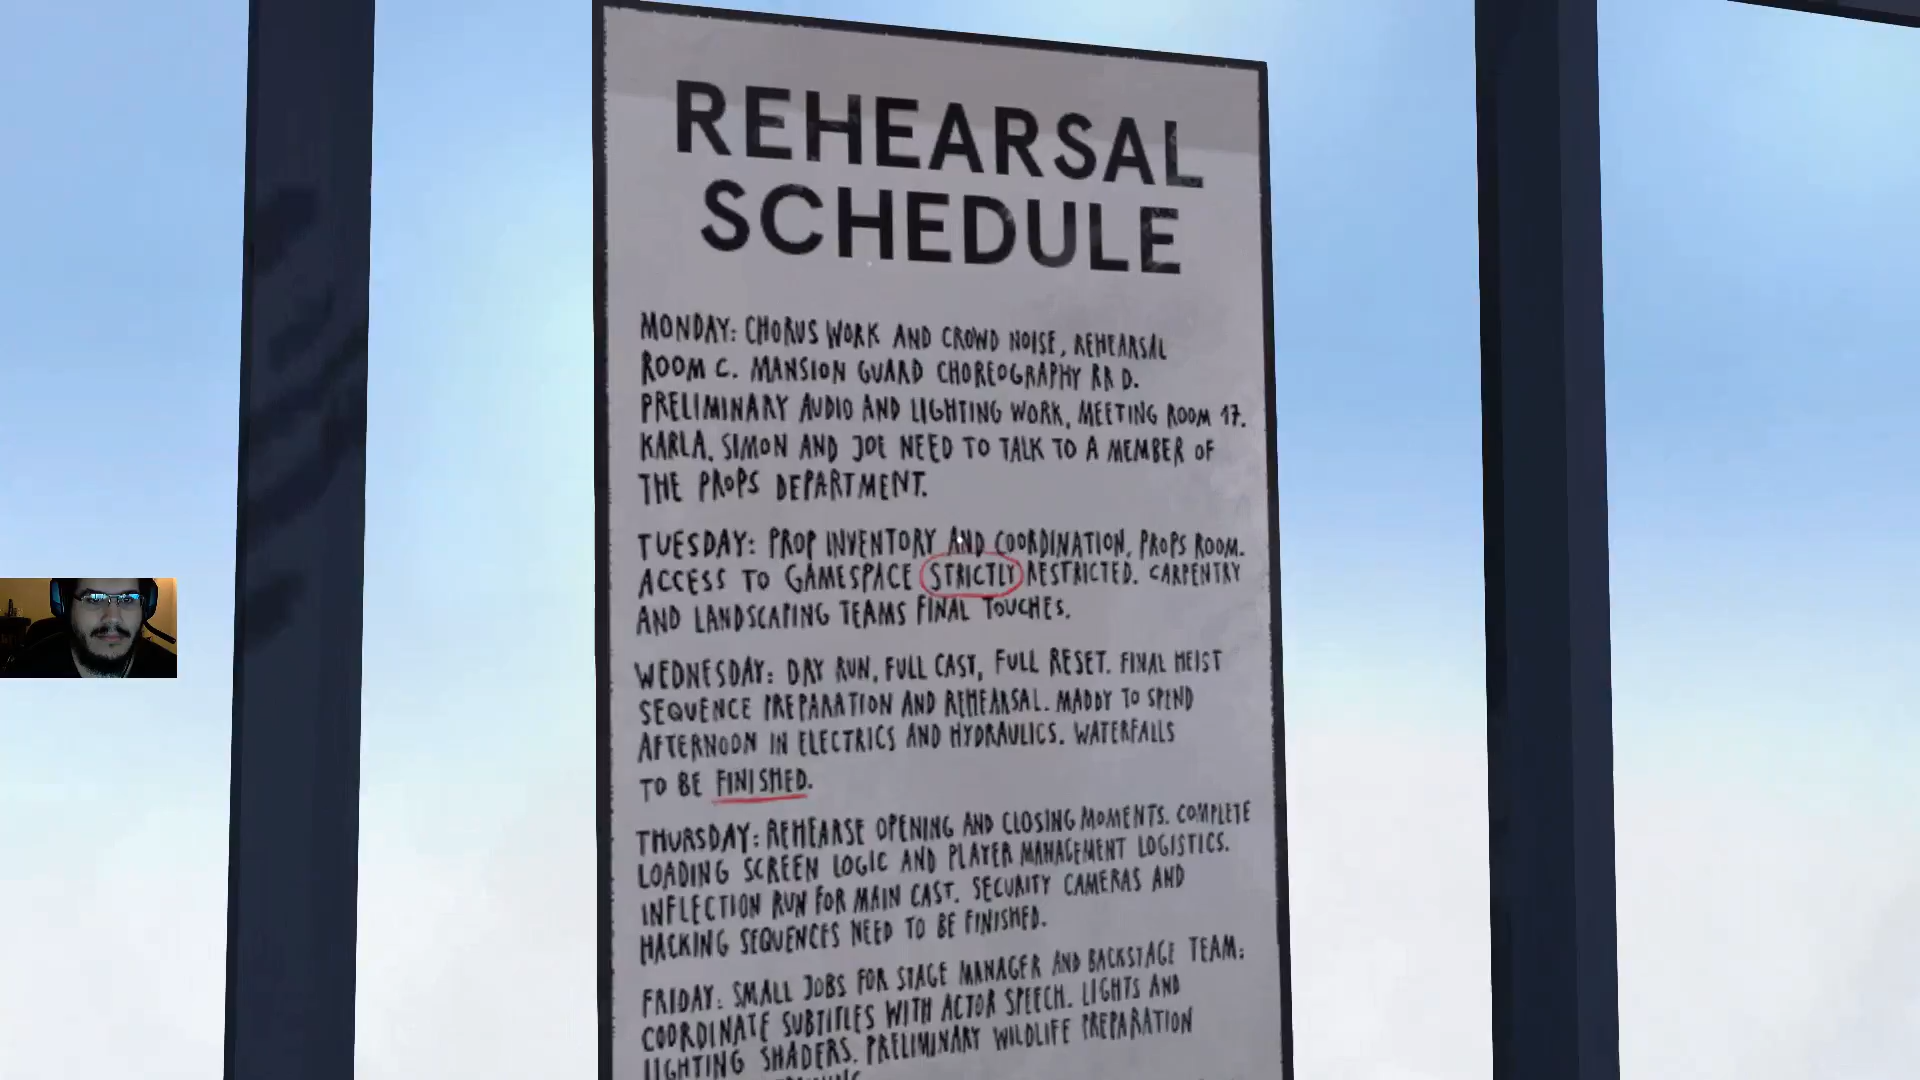 REHEARSAL
SCHEDULE
MONDAY: CHORUS WORK AND CROWD NOISE, REHEARSAL
ROOM C. MANSION GUARD CHOREOGRAPHY RR D.
PRELIMINARY AUDIO AND LIGHTING WORK, MEETING ROOM 17.
KARLA, SIMON AND JOE NEED TO TALK TO A MEMBER OF
THE PROPS DEPARTMENT.
TUESDAY: PROP INVENTORY AND COORDINATION, PROPS ROOM.
ACCESS TO GAMESPACE STRICTLY RESTRICTED. CARPENTRY
AND LANDSCAPING TEAMS FINAL TOUCHES.
WEDNESDAY: DRY RUN, FULL CAST, FULL RESET. FINAL HEIST
SEQUENCE PREPARATION AND REHEARSAL. MADDY TO SPEND
AFTERNOON IN ELECTRICS AND HYDRAULICS. WATERFALLS
TO BE FINISHED.
THURSDAY: REHEARSE OPENING AND CLOSING MOMENTS. COMPLETE
LOADING SCREEN LOGIC AND PLAYER MANAGEMENT LOGISTICS.
INFLECTION RUN FOR MAIN CAST. SECURITY CAMERAS AND
HACKING SEQUENCES NEED TO BE FINISHED.
FRIDAY: SMALL JOBS FOR STAGE MANAGER AND BACKSTAGE TEAM:
COORDINATE SUBTITLES WITH ACTOR SPEECH. LIGHTS AND
LIGHTING SHADERS. PRELIMINARY WILDLIFE PREPARATION